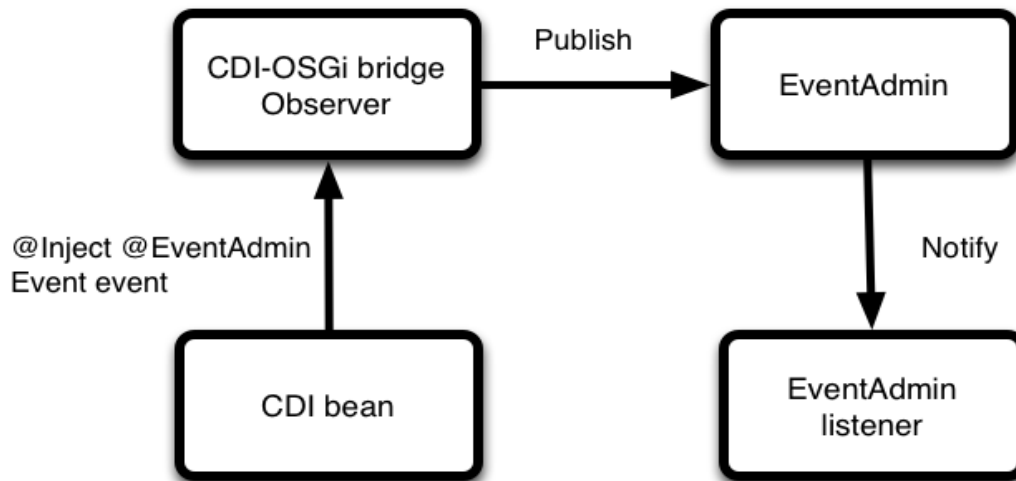 CDI-OSGi bridge
Observer
Publish
EventAdmin
@Inject @EventAdmin
Event event
Notify
CDI bean
EventAdmin
listener